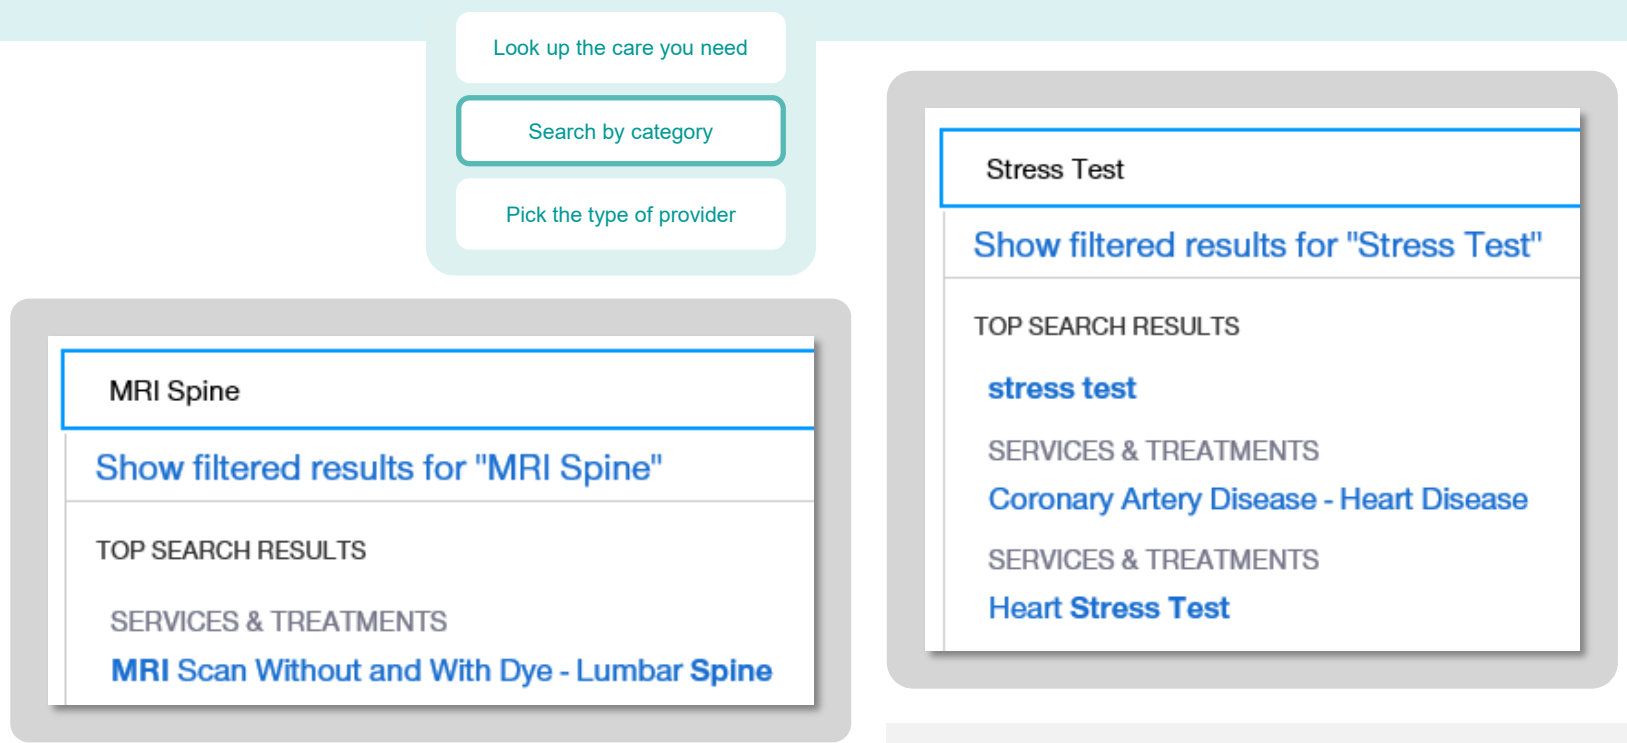 Look up the care you need
Search by category
Pick the type of provider
MRI Spine
Show filtered results for "MRI Spine"
TOP SEARCH RESULTS
SERVICES & TREATMENTS
MRI Scan Without and With Dye - Lumbar Spine
Stress Test
Show filtered results for "Stress Test"
TOP SEARCH RESULTS
stress test
SERVICES & TREATMENTS
Coronary Artery Disease - Heart Disease
SERVICES & TREATMENTS
Heart Stress Test